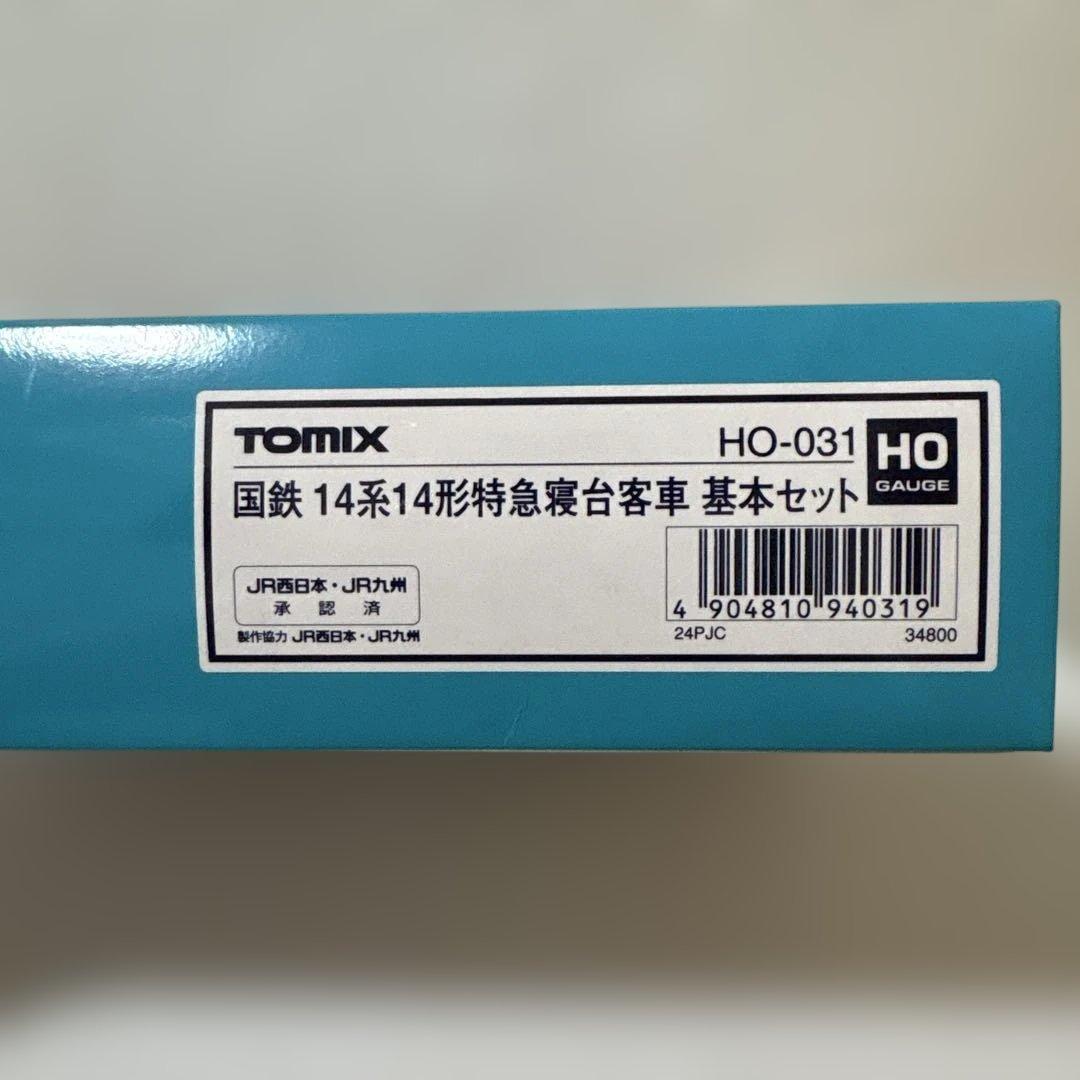 TOMIX
HO-031
HO
GAUGE
国鉄 14系14形特急寝台客車 基本セット
JR西日本・JR九州
承認済
製作協力 JR西日本・JR九州
4 904810 940319
24PJC
34800